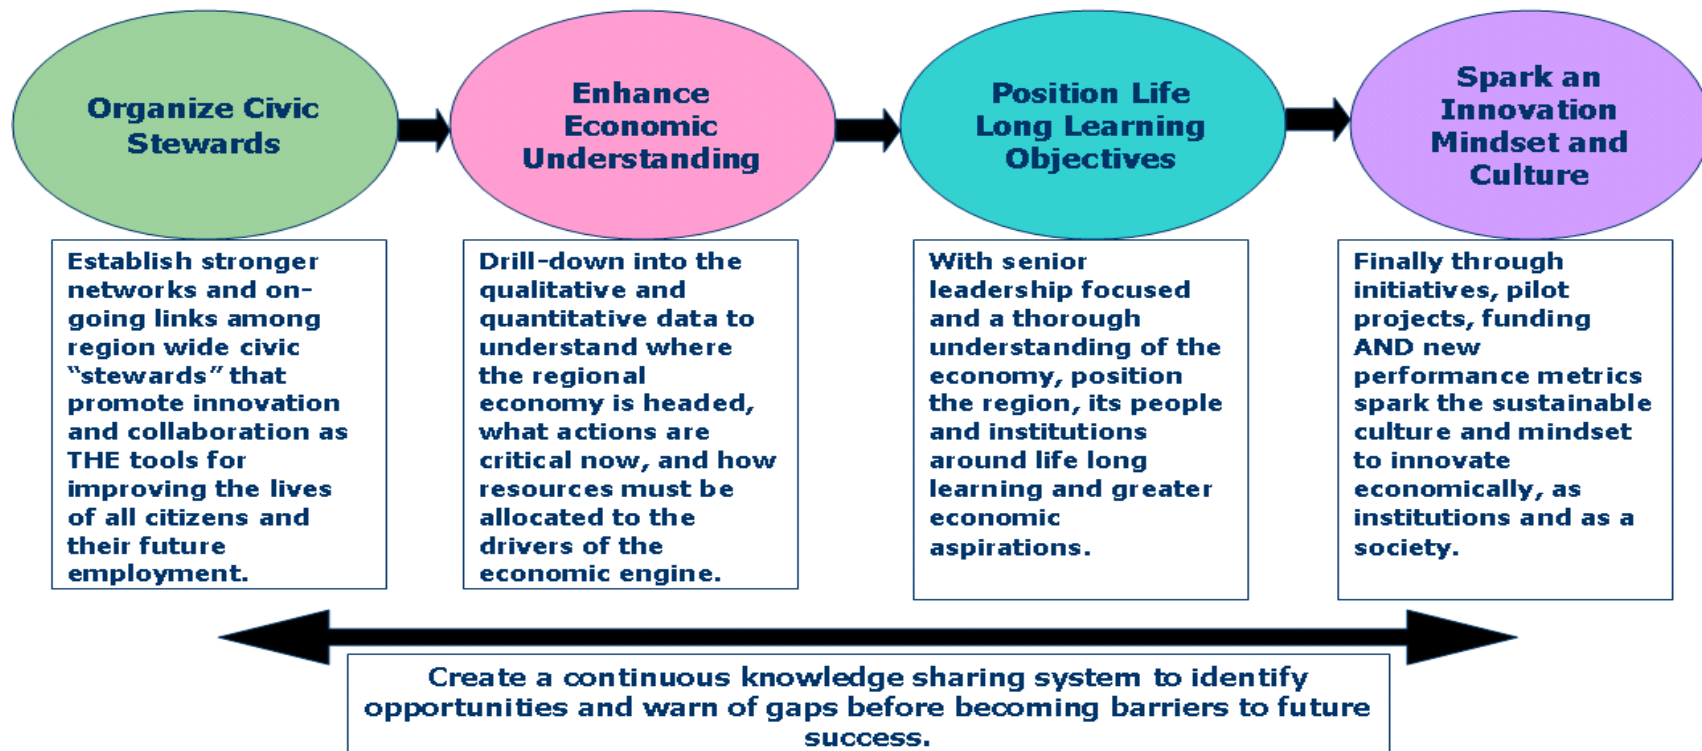 Organize Civic
Stewards
Enhance
Economic
Understanding
Position Life
Long Learning
Objectives
Spark an
Innovation
Mindset and
Culture
Establish stronger
networks and on-
going links among
region wide civic
“stewards” that
promote innovation
and collaboration as
THE tools for
improving the lives
of all citizens and
their future
employment.
Drill-down into the
qualitative and
quantitative data to
understand where
the regional
economy is headed,
what actions are
critical now, and how
resources must be
allocated to the
drivers of the
economic engine.
With senior
leadership focused
and a thorough
understanding of the
economy, position
the region, its people
and institutions
around life long
learning and greater
economic
aspirations.
Finally through
initiatives, pilot
projects, funding
AND new
performance metrics
spark the sustainable
culture and mindset
to innovate
economically, as
institutions and as a
society.
Create a continuous knowledge sharing system to identify
opportunities and warn of gaps before becoming barriers to future
success.